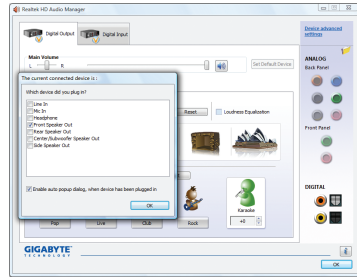 Realtek HD Audio Manager
Digital Output
Digital Input
Device advanced settings
Main Volume
L
R
Set Default Device
ANALOG
Back Panel
The current connected device is :
Which device did you plug in?
Line In
Mic In
Headphone
Front Speaker Out
Rear Speaker Out
Center/Subwoofer Speaker Out
Side Speaker Out
Enable auto popup dialog, when device has been plugged in
OK
Reset
Loudness Equalization
Front Panel
Karaoke
+0
Pop
Live
Club
Rock
DIGITAL
GIGABYTE
TECHNOLOGY
OK